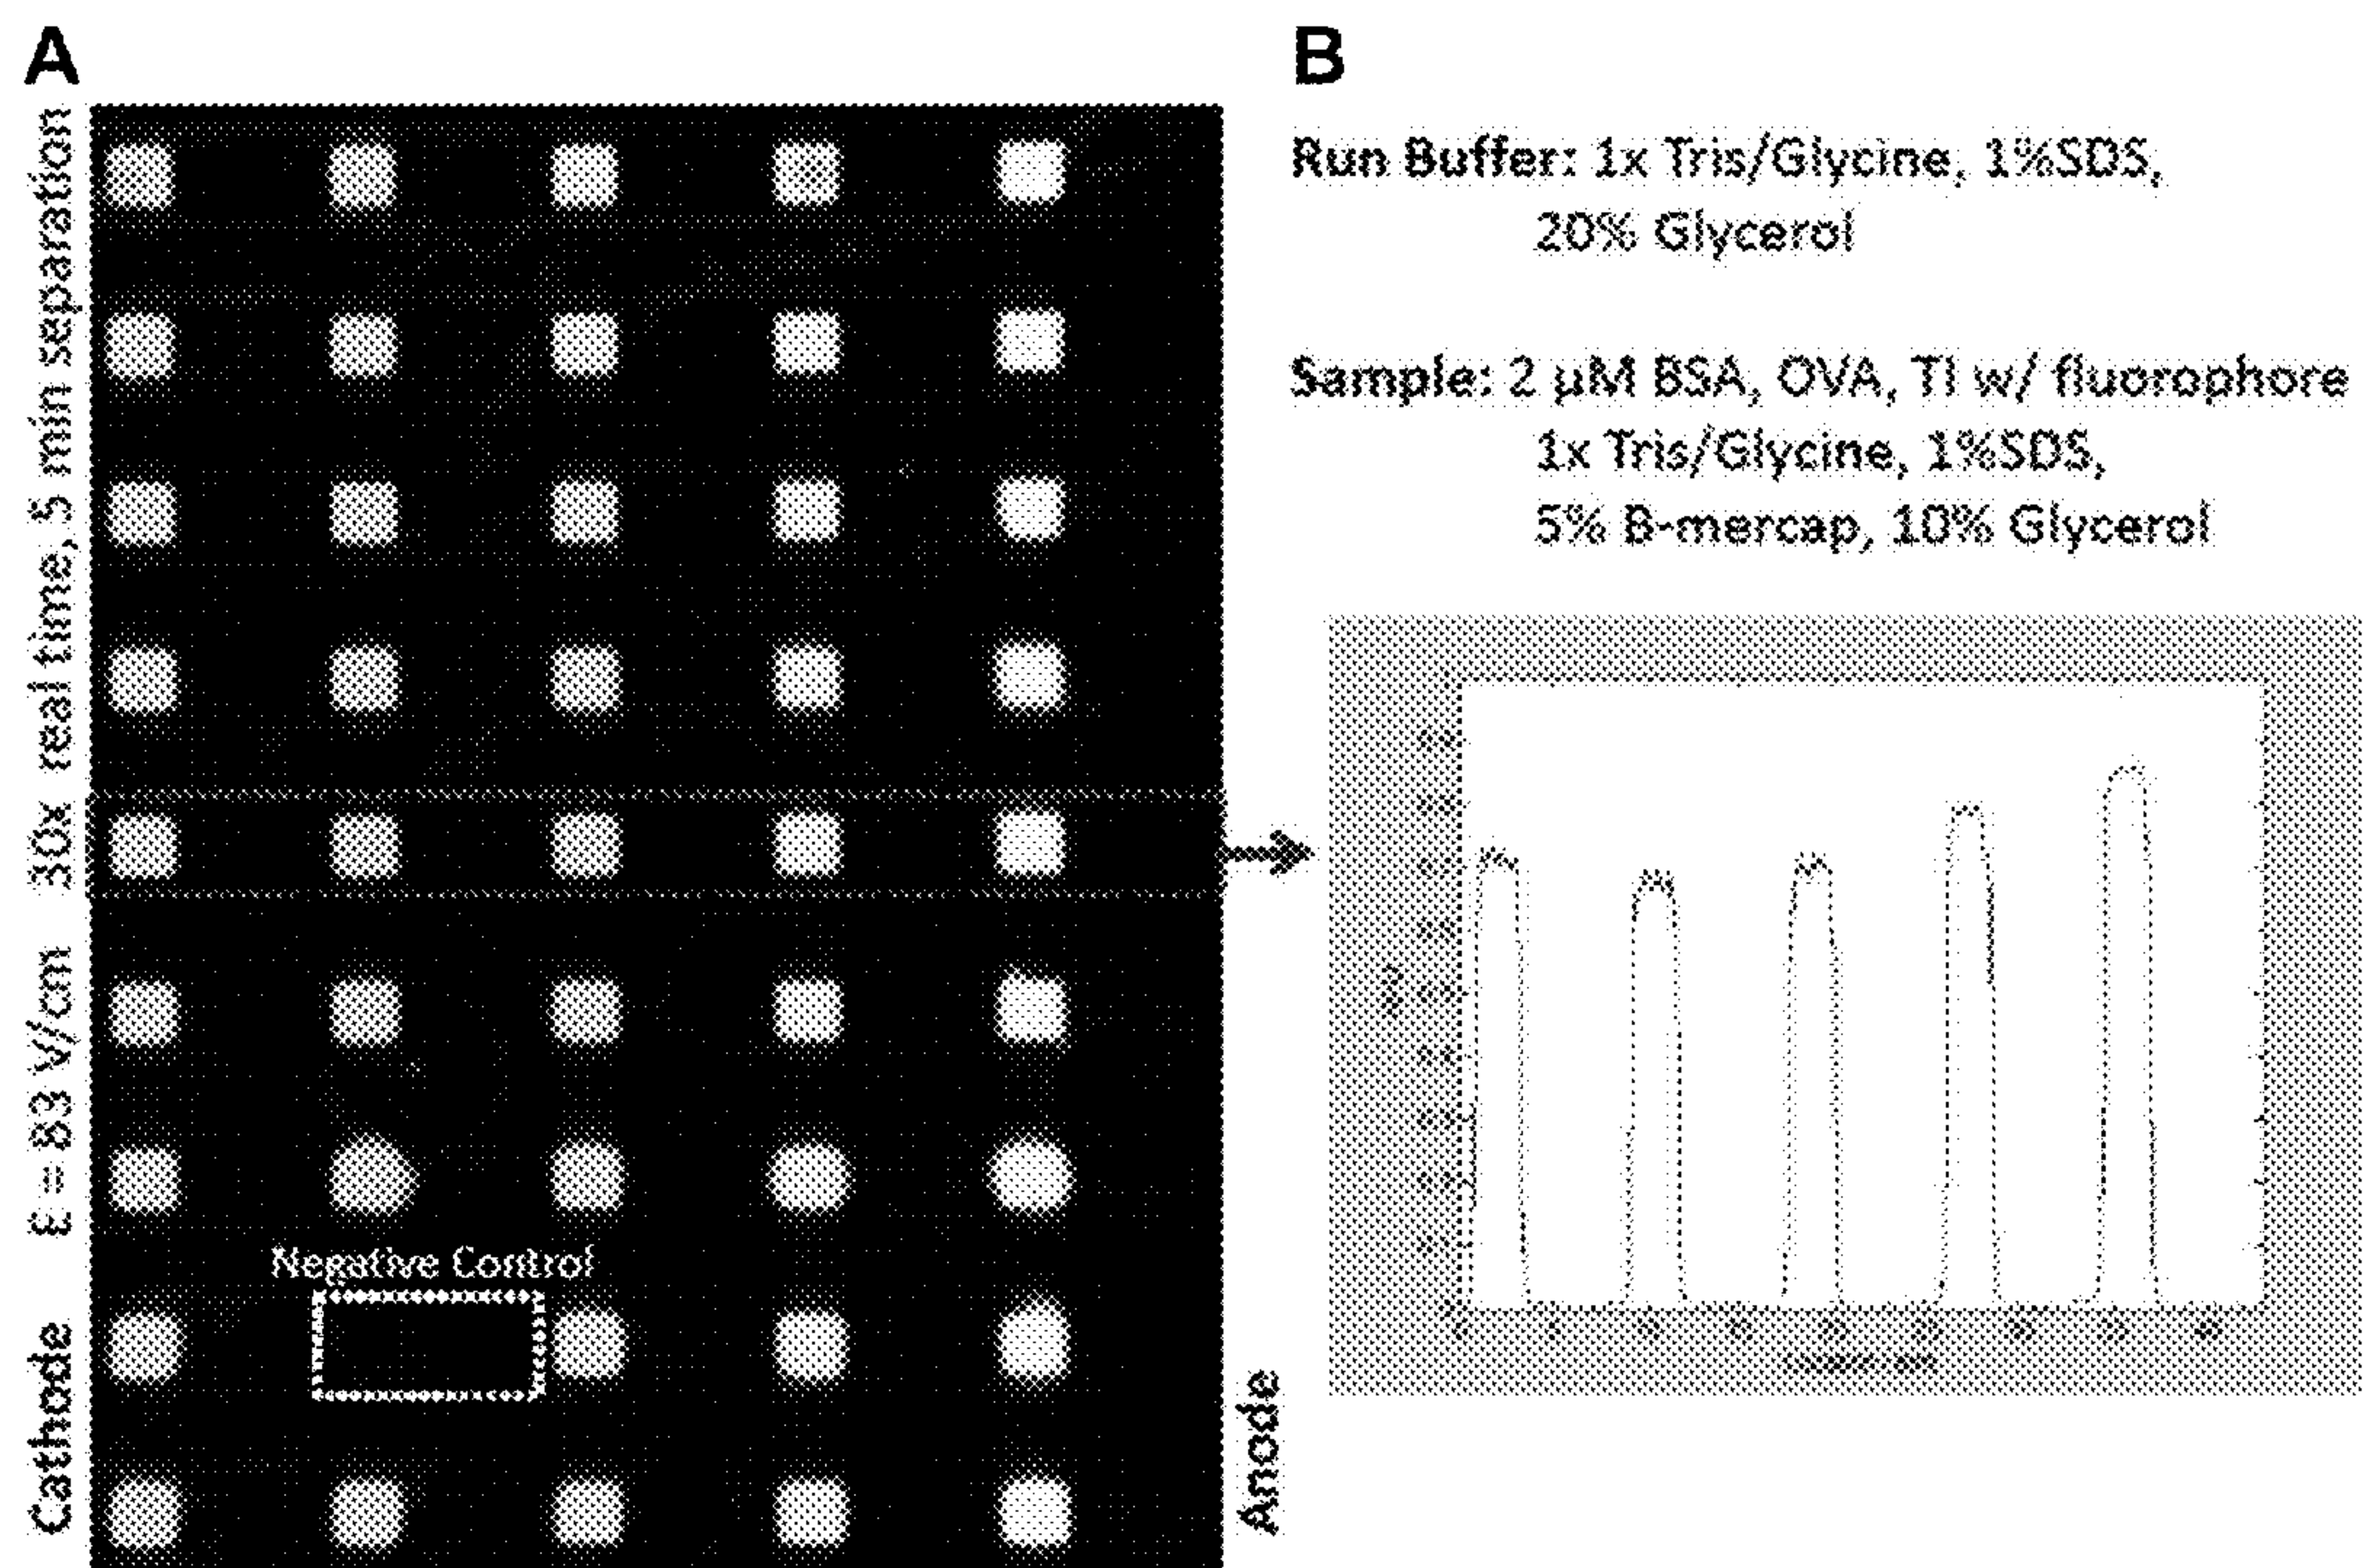 A
B
30x real time, 5 min separation
E = 83 V/cm
Cathode
Anode
Negative Control
Run Buffer: 1x Tris/Glycine, 1%SDS,
20% Glycerol
Sample: 2 µM BSA, OVA, TI w/ fluorophore
1x Tris/Glycine, 1%SDS,
5% B-mercap, 10% Glycerol